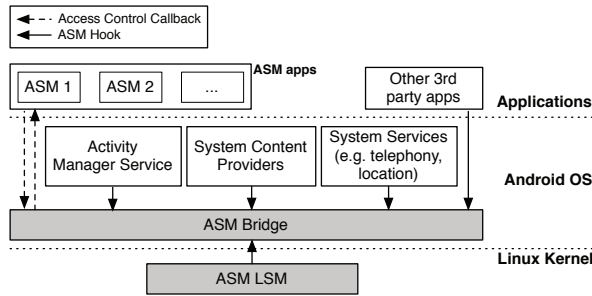 Access Control Callback
ASM Hook
ASM apps
ASM 1
ASM 2
...
Other 3rd
party apps
Applications
Activity
Manager Service
System Content
Providers
System Services
(e.g. telephony,
location)
Android OS
ASM Bridge
Linux Kernel
ASM LSM